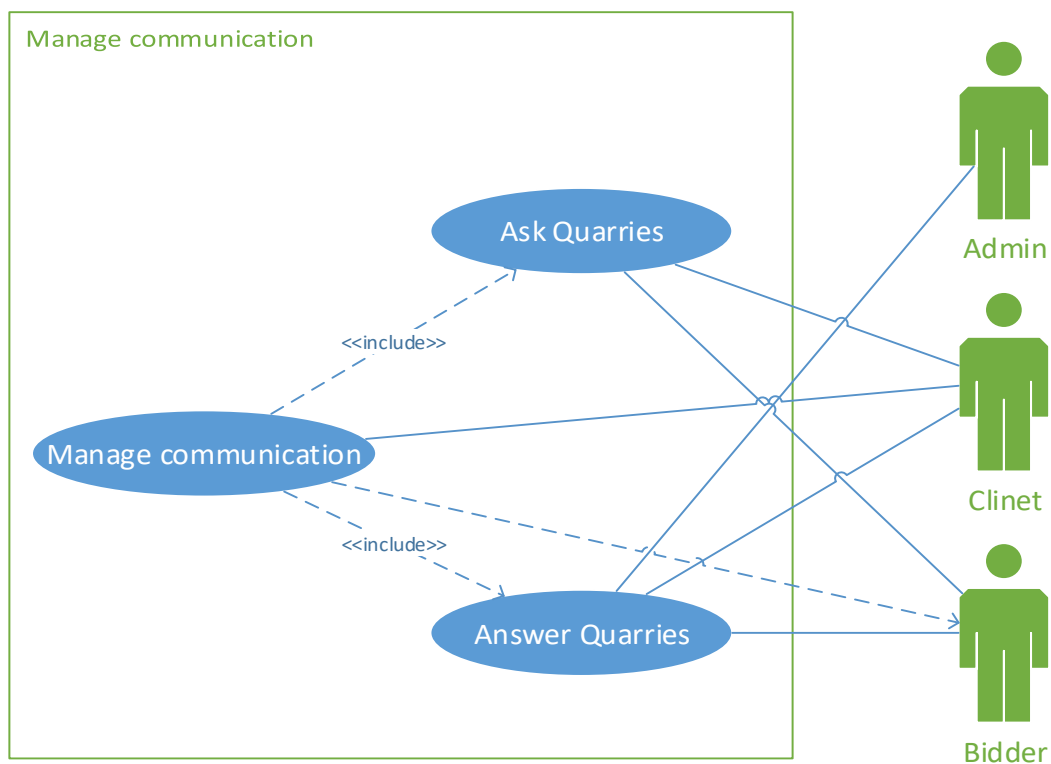 Manage communication
Admin
Ask Quarries
<<include>>
Manage communication
Clinet
<<include>>
Answer Quarries
Bidder